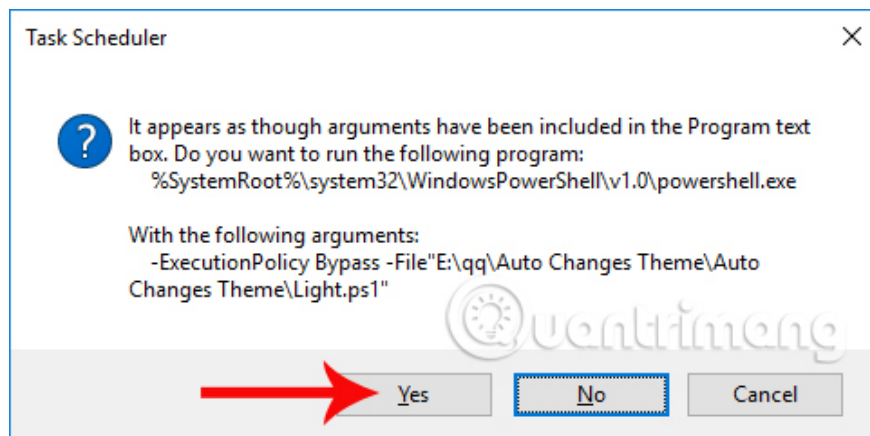 Task Scheduler
It appears as though arguments have been included in the Program text
box. Do you want to run the following program:
%SystemRoot%\system32\WindowsPowerShell\v1.0\powershell.exe
With the following arguments:
-ExecutionPolicy Bypass -File"E:\qq\Auto Changes Theme\Auto
Changes Theme\Light.ps1"
Quantrimang
Yes No Cancel